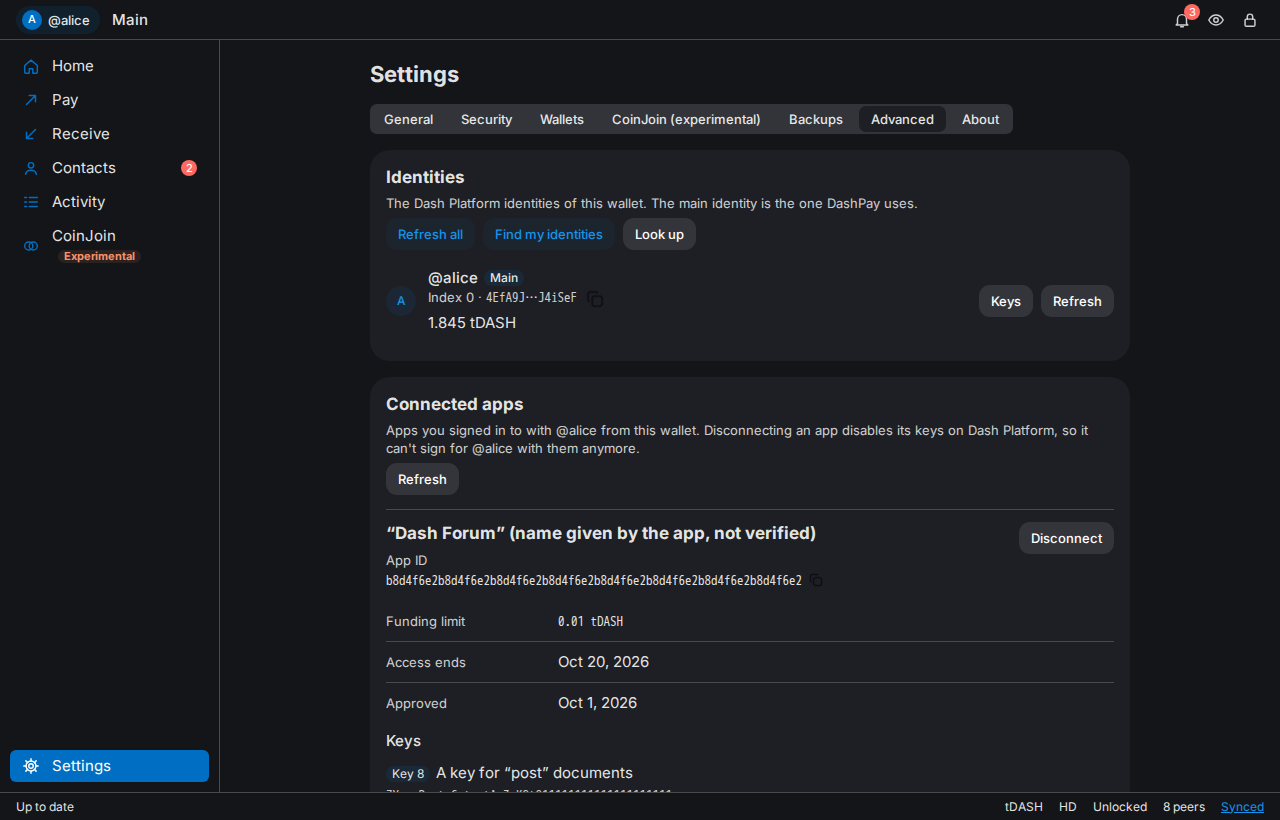 A @alice Main 3
Home
Pay
Receive
Contacts 2
Activity
CoinJoin
Experimental
Settings
Settings
General Security Wallets CoinJoin (experimental) Backups Advanced About
Identities
The Dash Platform identities of this wallet. The main identity is the one DashPay uses.
Refresh all Find my identities Look up
A
@alice Main
Index 0 · 4EfA9J⋯J4iSeF
1.845 tDASH
Keys Refresh
Connected apps
Apps you signed in to with @alice from this wallet. Disconnecting an app disables its keys on Dash Platform, so it
can't sign for @alice with them anymore.
Refresh
“Dash Forum” (name given by the app, not verified)
Disconnect
App ID
b8d4f6e2b8d4f6e2b8d4f6e2b8d4f6e2b8d4f6e2b8d4f6e2b8d4f6e2b8d4f6e2
Funding limit 0.01 tDASH
Access ends Oct 20, 2026
Approved Oct 1, 2026
Keys
Key 8 A key for “post” documents
Up to date tDASH HD Unlocked 8 peers Synced